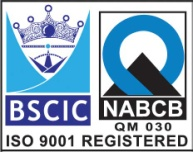 BSCIC
NABCB
QM 030
ISO 9001 REGISTERED